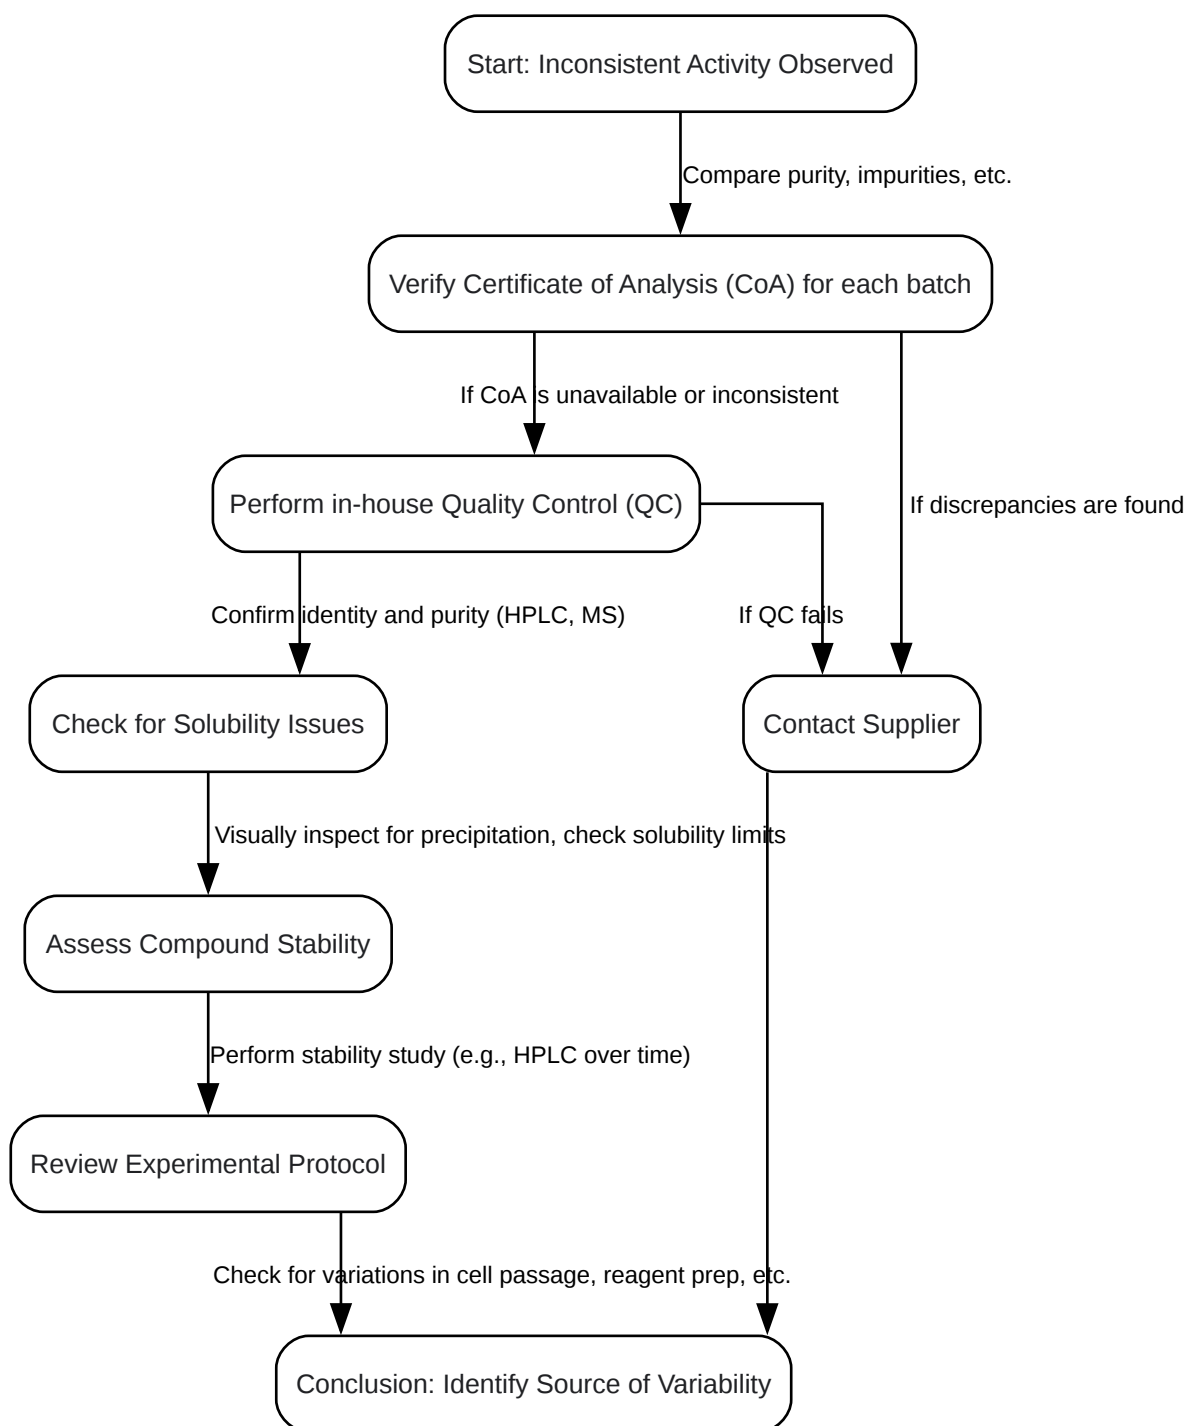 Start: Inconsistent Activity Observed
Compare purity, impurities, etc.
Verify Certificate of Analysis (CoA) for each batch
If CoA is unavailable or inconsistent
Perform in-house Quality Control (QC)
If discrepancies are found
Confirm identity and purity (HPLC, MS)
If QC fails
Check for Solubility Issues
Contact Supplier
Visually inspect for precipitation, check solubility limits
Assess Compound Stability
Perform stability study (e.g., HPLC over time)
Review Experimental Protocol
Check for variations in cell passage, reagent prep, etc.
Conclusion: Identify Source of Variability